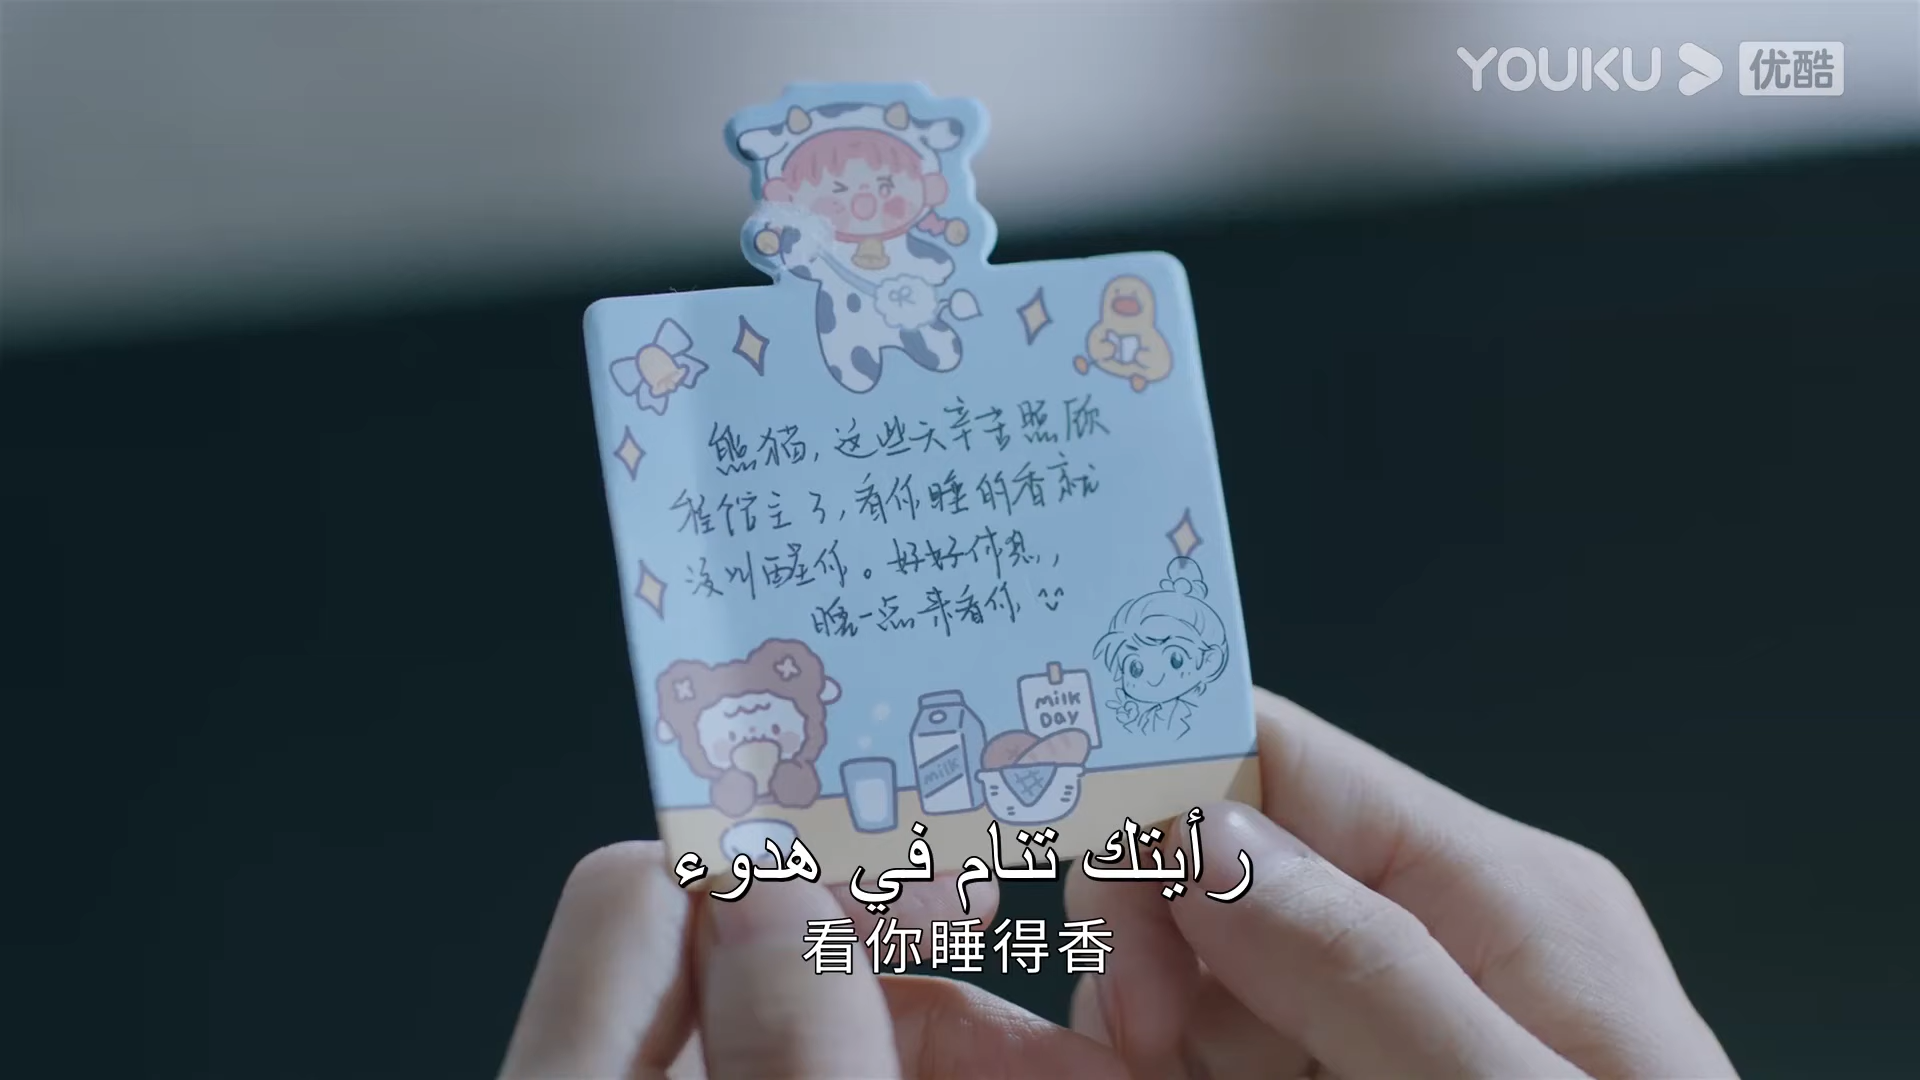 YOUKU 优酷
熊猫,这些天辛苦照顾
程馆主了,看你睡的香就
没叫醒你。好好休息,
晚一点来看你
milk
DAY
milk
رأيتك تنام في هدوء
看你睡得香